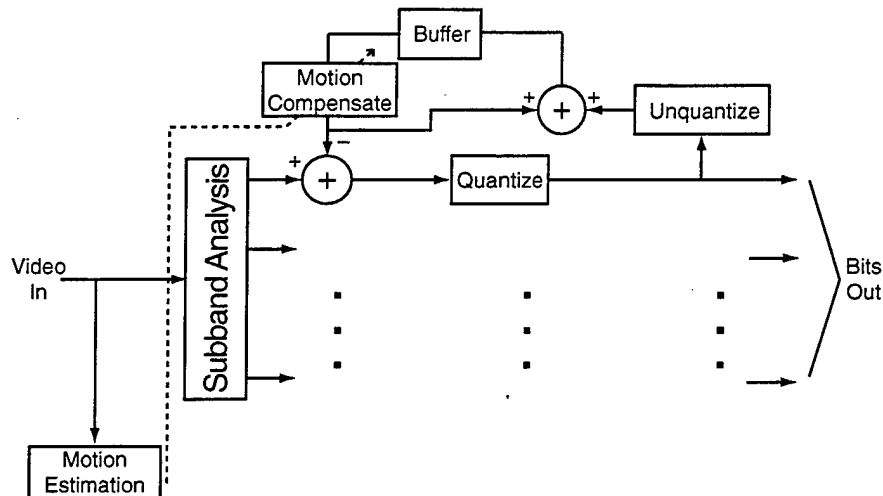 Buffer
Motion
Compensate
+
+
+
Unquantize
−
+
+
Quantize
Subband Analysis
Video
In
Bits
Out
Motion
Estimation